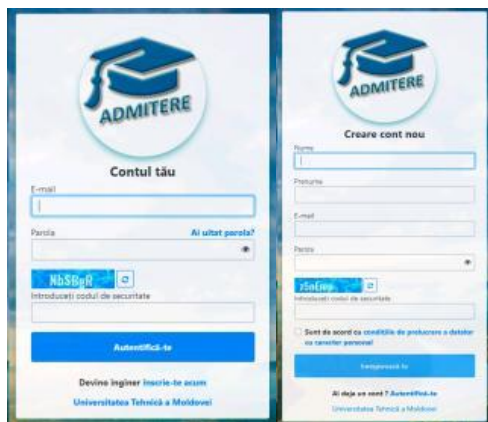 ADMITERE
Contul tău
E-mail
Parola Ai uitat parola?
NbSBgR
Introduceți codul de securitate
Autentifică-te
Devino inginer înscrie-te acum
Universitatea Tehnică a Moldovei
ADMITERE
Creare cont nou
Nume
Prenume
E-mail
Parola
Introduceți codul de securitate
Sunt de acord cu condițiile de prelucrare a datelor
cu caracter personal
Înregistrează-te
Ai deja un cont ? Autentifică-te
Universitatea Tehnică a Moldovei